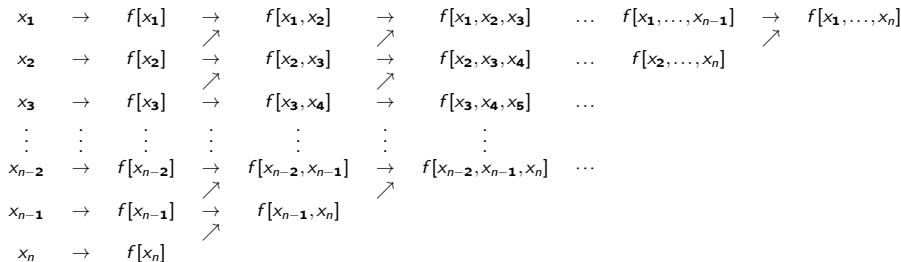 x₁ → f[x₁] → f[x₁, x₂] → f[x₁, x₂, x₃] … f[x₁, …, xₙ₋₁] → f[x₁, …, xₙ]
↗ ↗ ↗
x₂ → f[x₂] → f[x₂, x₃] → f[x₂, x₃, x₄] … f[x₂, …, xₙ]
↗ ↗
x₃ → f[x₃] → f[x₃, x₄] → f[x₃, x₄, x₅] …
⋮ ⋮ ⋮ ⋮ ⋮ ⋮ ⋮
xₙ₋₂ → f[xₙ₋₂] → f[xₙ₋₂, xₙ₋₁] → f[xₙ₋₂, xₙ₋₁, xₙ] …
↗ ↗
xₙ₋₁ → f[xₙ₋₁] → f[xₙ₋₁, xₙ]
↗
xₙ → f[xₙ]